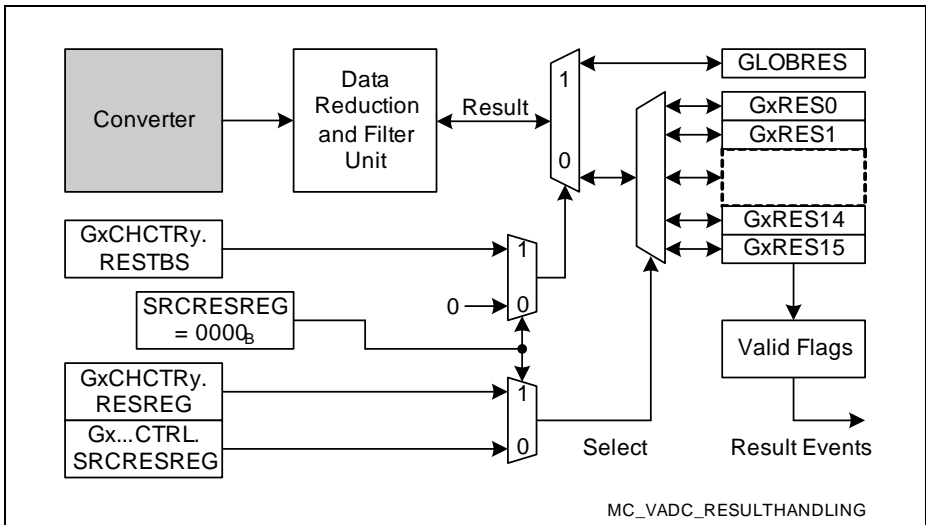 Converter
Data
Reduction
and Filter
Unit
Result
1
0
GLOBRES
GxRES0
GxRES1
GxRES14
GxRES15
GxCHCTRy.
RESTBS
1
0
0
SRCRESREG
= 0000B
Valid Flags
GxCHCTRy.
RESREG
Gx...CTRL.
SRCRESREG
1
0
Select
Result Events
MC_VADC_RESULTHANDLING